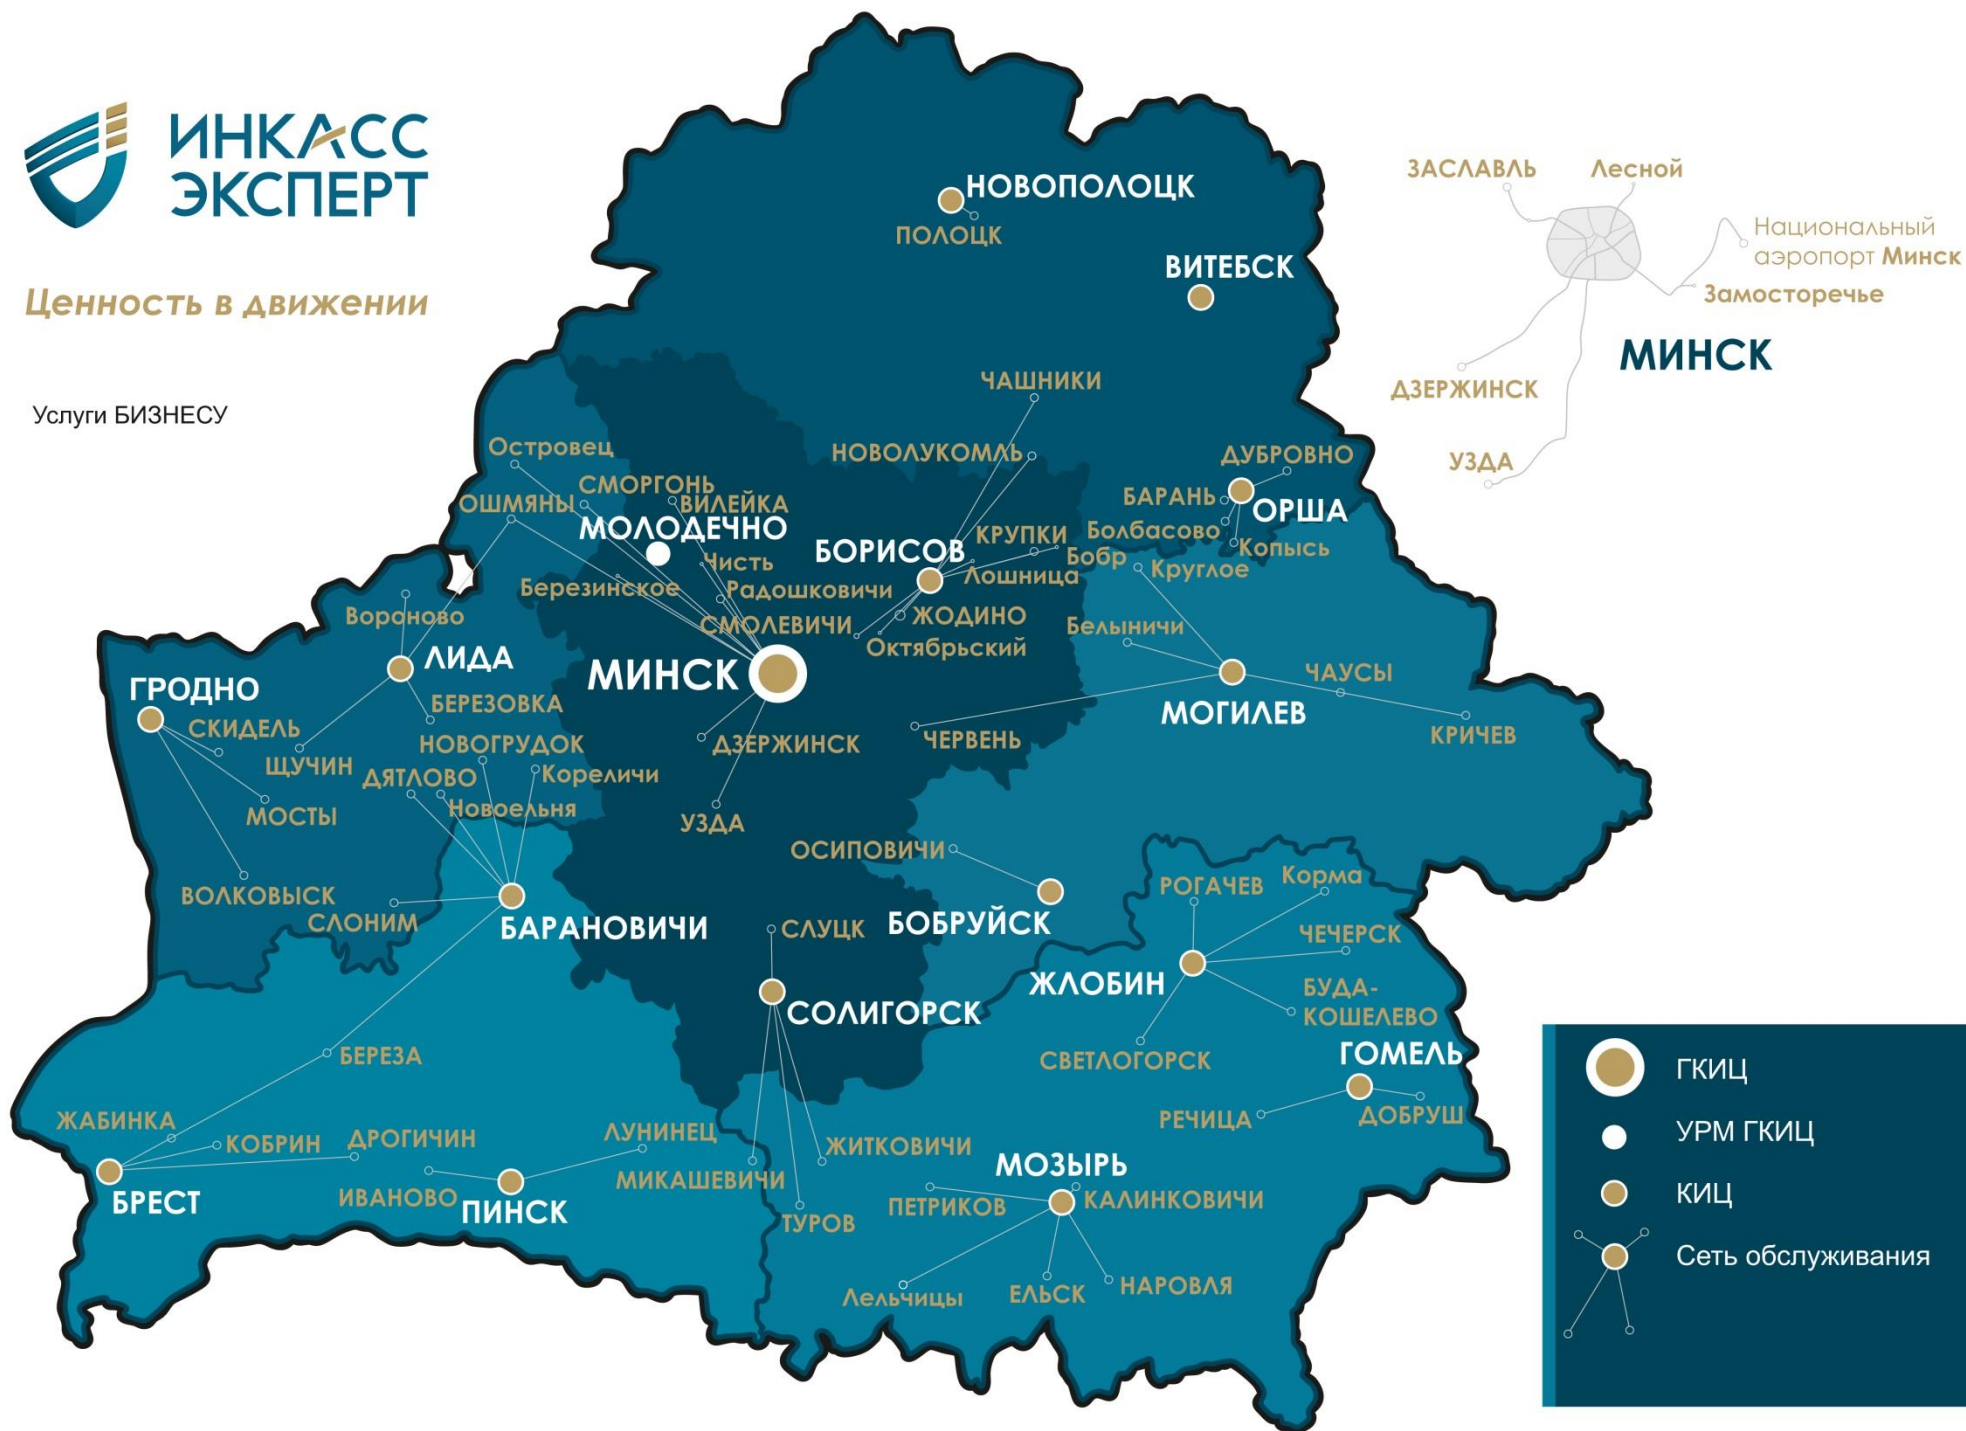 ИНКАСС
ЭКСПЕРТ
Ценность в движении
Услуги БИЗНЕСУ
ЗАСЛАВЛЬ
Лесной
Национальный
аэропорт Минск
Замосторечье
МИНСК
ДЗЕРЖИНСК
УЗДА
НОВОПОЛОЦК
ПОЛОЦК
ВИТЕБСК
ЧАШНИКИ
НОВОЛУКОМЛЬ
ДУБРОВНО
БАРАНЬ
ОРША
Болбасово
Копысь
Островец
СМОРГОНЬ
ОШМЯНЫ
ВИЛЕЙКА
МОЛОДЕЧНО
Чисть
Березинское
Радошковичи
БОРИСОВ
КРУПКИ
Бобр
Лошница
Круглое
СМОЛЕВИЧИ
ЖОДИНО
Октябрьский
Белыничи
Вороново
ЛИДА
МИНСК
ГРОДНО
СКИДЕЛЬ
БЕРЕЗОВКА
НОВОГРУДОК
ЩУЧИН
ДЯТЛОВО
Кореличи
МОСТЫ
Новоельня
ДЗЕРЖИНСК
ЧЕРВЕНЬ
ЧАУСЫ
МОГИЛЕВ
КРИЧЕВ
УЗДА
ОСИПОВИЧИ
ВОЛКОВЫСК
СЛОНИМ
БАРАНОВИЧИ
СЛУЦК
БОБРУЙСК
РОГАЧЕВ
Корма
ЧЕЧЕРСК
ЖЛОБИН
БУДА-
КОШЕЛЕВО
СОЛИГОРСК
СВЕТЛОГОРСК
ГОМЕЛЬ
БЕРЕЗА
РЕЧИЦА
ДОБРУШ
ЖАБИНКА
КОБРИН
ДРОГИЧИН
ЛУНИНЕЦ
ЖИТКОВИЧИ
МИКАШЕВИЧИ
МОЗЫРЬ
БРЕСТ
ИВАНОВО
ПИНСК
ТУРОВ
ПЕТРИКОВ
КАЛИНКОВИЧИ
Лельчицы
ЕЛЬСК
НАРОВЛЯ
ГКИЦ
УРМ ГКИЦ
КИЦ
Сеть обслуживания